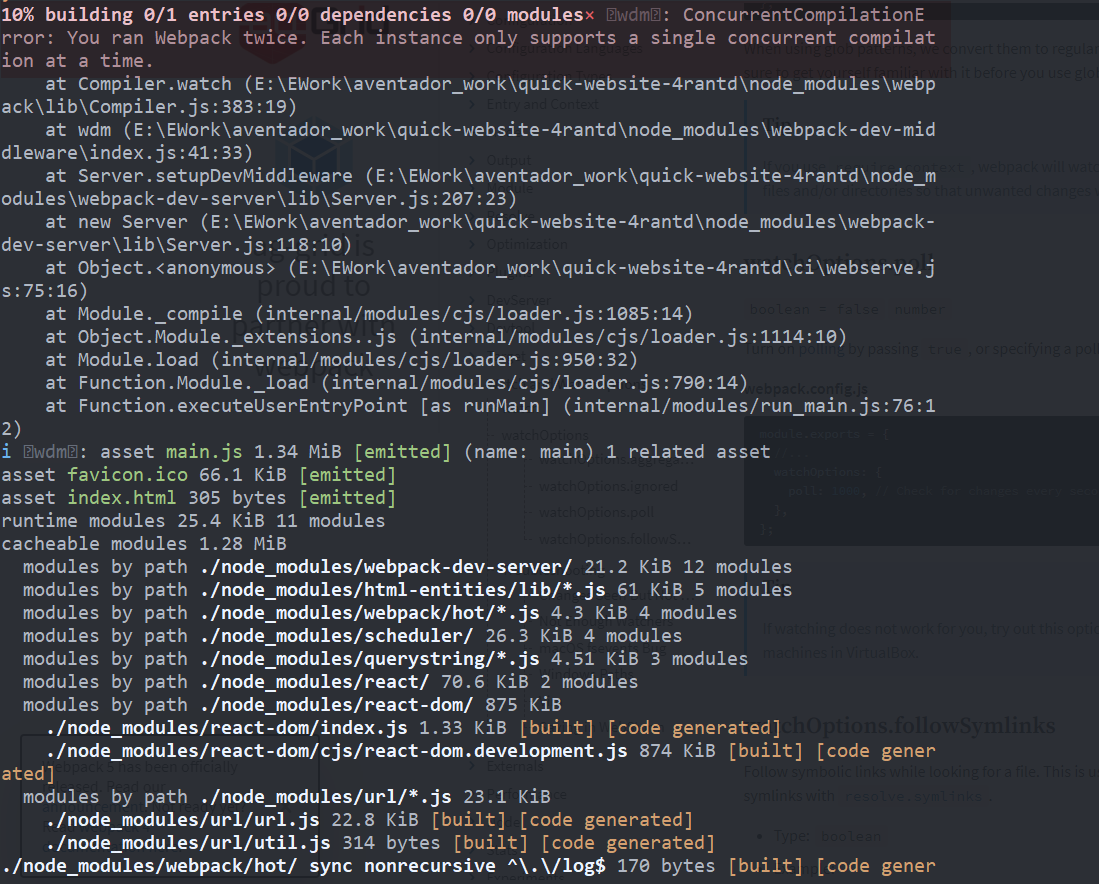 10% building 0/1 entries 0/0 dependencies 0/0 modules× ｢wdm｣: ConcurrentCompilationE
rror: You ran Webpack twice. Each instance only supports a single concurrent compilat
ion at a time.
    at Compiler.watch (E:\EWork\aventador_work\quick-website-4rantd\node_modules\webp
ack\lib\Compiler.js:383:19)
    at wdm (E:\EWork\aventador_work\quick-website-4rantd\node_modules\webpack-dev-mid
dleware\index.js:41:33)
    at Server.setupDevMiddleware (E:\EWork\aventador_work\quick-website-4rantd\node_m
odules\webpack-dev-server\lib\Server.js:207:23)
    at new Server (E:\EWork\aventador_work\quick-website-4rantd\node_modules\webpack-
dev-server\lib\Server.js:118:10)
    at Object.<anonymous> (E:\EWork\aventador_work\quick-website-4rantd\ci\webserve.j
s:75:16)
    at Module._compile (internal/modules/cjs/loader.js:1085:14)
    at Object.Module._extensions..js (internal/modules/cjs/loader.js:1114:10)
    at Module.load (internal/modules/cjs/loader.js:950:32)
    at Function.Module._load (internal/modules/cjs/loader.js:790:14)
    at Function.executeUserEntryPoint [as runMain] (internal/modules/run_main.js:76:1
2)
i ｢wdm｣: asset main.js 1.34 MiB [emitted] (name: main) 1 related asset
asset favicon.ico 66.1 KiB [emitted]
asset index.html 305 bytes [emitted]
runtime modules 25.4 KiB 11 modules
cacheable modules 1.28 MiB
  modules by path ./node_modules/webpack-dev-server/ 21.2 KiB 12 modules
  modules by path ./node_modules/html-entities/lib/*.js 61 KiB 5 modules
  modules by path ./node_modules/webpack/hot/*.js 4.3 KiB 4 modules
  modules by path ./node_modules/scheduler/ 26.3 KiB 4 modules
  modules by path ./node_modules/querystring/*.js 4.51 KiB 3 modules
  modules by path ./node_modules/react/ 70.6 KiB 2 modules
  modules by path ./node_modules/react-dom/ 875 KiB
    ./node_modules/react-dom/index.js 1.33 KiB [built] [code generated]
    ./node_modules/react-dom/cjs/react-dom.development.js 874 KiB [built] [code gener
ated]
  modules by path ./node_modules/url/*.js 23.1 KiB
    ./node_modules/url/url.js 22.8 KiB [built] [code generated]
    ./node_modules/url/util.js 314 bytes [built] [code generated]
./node_modules/webpack/hot/ sync nonrecursive ^\.\/log$ 170 bytes [built] [code gener